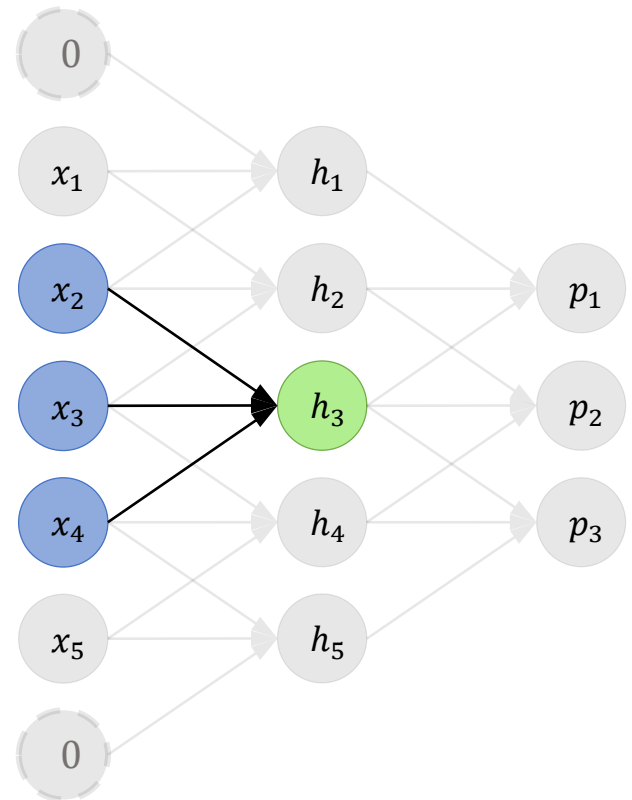 0
x₁
h₁
x₂
h₂
p₁
x₃
h₃
p₂
x₄
h₄
p₃
x₅
h₅
0